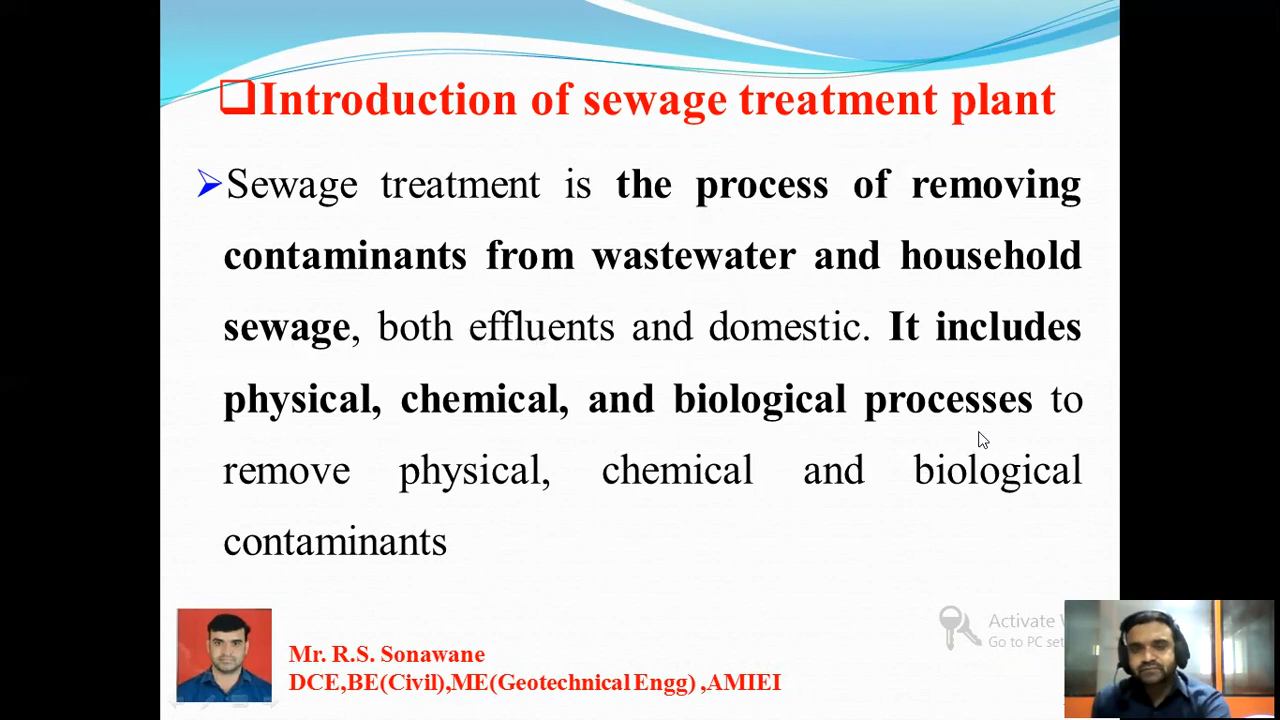 ❑Introduction of sewage treatment plant
➢Sewage treatment is the process of removing
contaminants from wastewater and household
sewage, both effluents and domestic. It includes
physical, chemical, and biological processes to
remove physical, chemical and biological
contaminants
Mr. R.S. Sonawane
DCE,BE(Civil),ME(Geotechnical Engg) ,AMIEI
Activate
Go to PC set